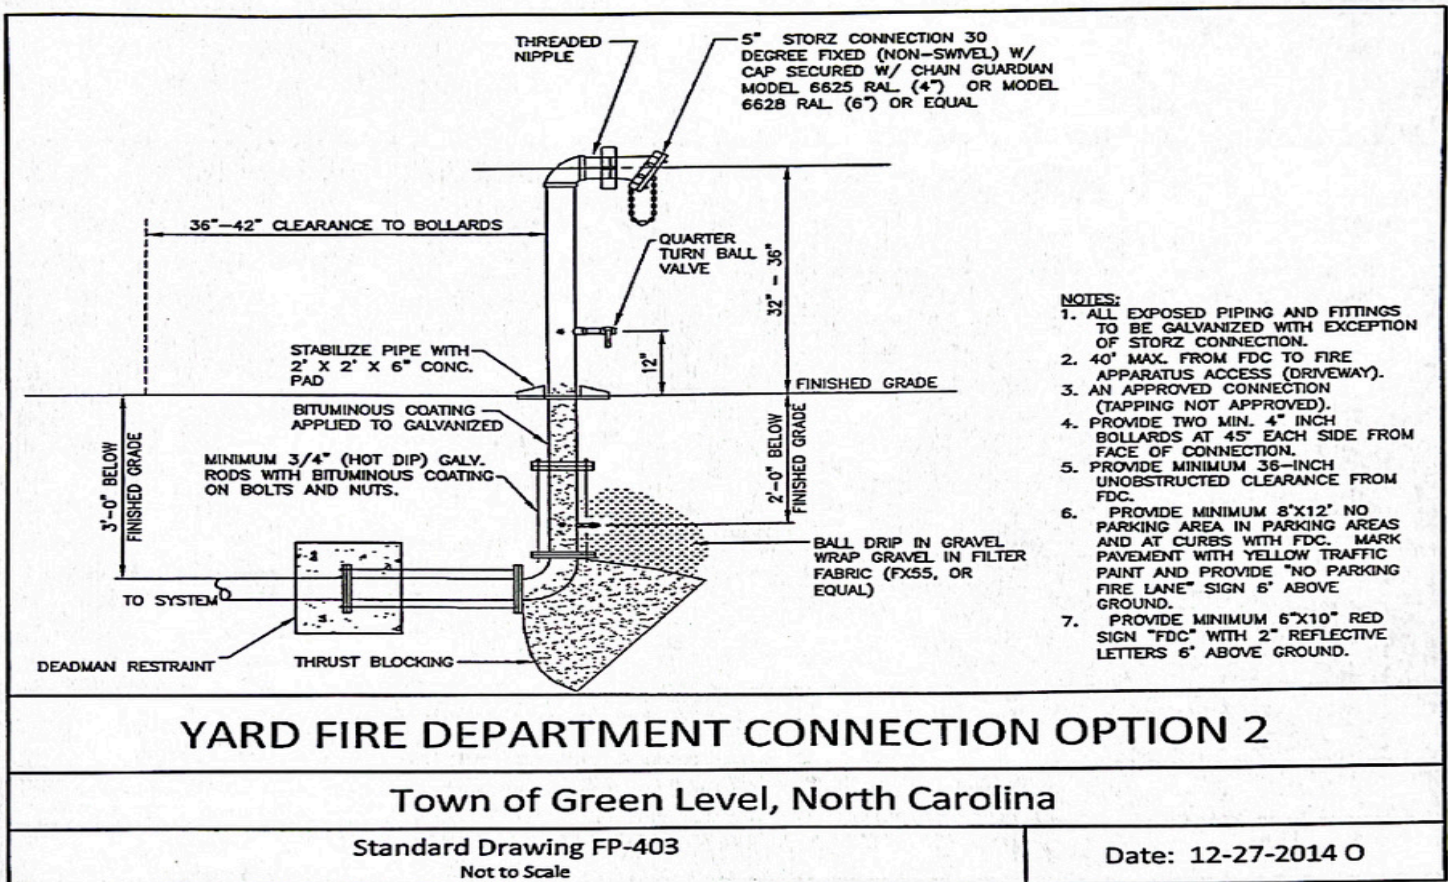 THREADED
NIPPLE
5" STORZ CONNECTION 30
DEGREE FIXED (NON-SWIVEL) W/
CAP SECURED W/ CHAIN GUARDIAN
MODEL 6625 RAL (4") OR MODEL
6628 RAL (6") OR EQUAL
36"-42" CLEARANCE TO BOLLARDS
QUARTER
TURN BALL
VALVE
32" - 36"
12"
STABILIZE PIPE WITH
2' X 2' X 6" CONC.
PAD
FINISHED GRADE
BITUMINOUS COATING
APPLIED TO GALVANIZED
MINIMUM 3/4" (HOT DIP) GALV.
RODS WITH BITUMINOUS COATING
ON BOLTS AND NUTS.
3'-0" BELOW
FINISHED GRADE
2'-0" BELOW
FINISHED GRADE
BALL DRIP IN GRAVEL
WRAP GRAVEL IN FILTER
FABRIC (FX55, OR
EQUAL)
TO SYSTEM
DEADMAN RESTRAINT
THRUST BLOCKING
NOTES:
1. ALL EXPOSED PIPING AND FITTINGS
TO BE GALVANIZED WITH EXCEPTION
OF STORZ CONNECTION.
2. 40' MAX. FROM FDC TO FIRE
APPARATUS ACCESS (DRIVEWAY).
3. AN APPROVED CONNECTION
(TAPPING NOT APPROVED).
4. PROVIDE TWO MIN. 4" INCH
BOLLARDS AT 45° EACH SIDE FROM
FACE OF CONNECTION.
5. PROVIDE MINIMUM 36-INCH
UNOBSTRUCTED CLEARANCE FROM
FDC.
6. PROVIDE MINIMUM 8'X12' NO
PARKING AREA IN PARKING AREAS
AND AT CURBS WITH FDC. MARK
PAVEMENT WITH YELLOW TRAFFIC
PAINT AND PROVIDE "NO PARKING
FIRE LANE" SIGN 6' ABOVE
GROUND.
7. PROVIDE MINIMUM 6"X10" RED
SIGN "FDC" WITH 2" REFLECTIVE
LETTERS 6' ABOVE GROUND.
YARD FIRE DEPARTMENT CONNECTION OPTION 2
Town of Green Level, North Carolina
Standard Drawing FP-403
Not to Scale
Date: 12-27-2014 O